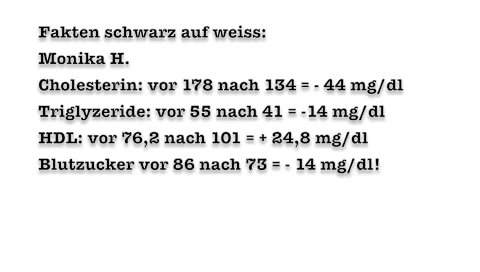 Fakten schwarz auf weiss:
Monika H.
Cholesterin: vor 178 nach 134 = - 44 mg/dl
Triglyzeride: vor 55 nach 41 = -14 mg/dl
HDL: vor 76,2 nach 101 = + 24,8 mg/dl
Blutzucker vor 86 nach 73 = - 14 mg/dl!